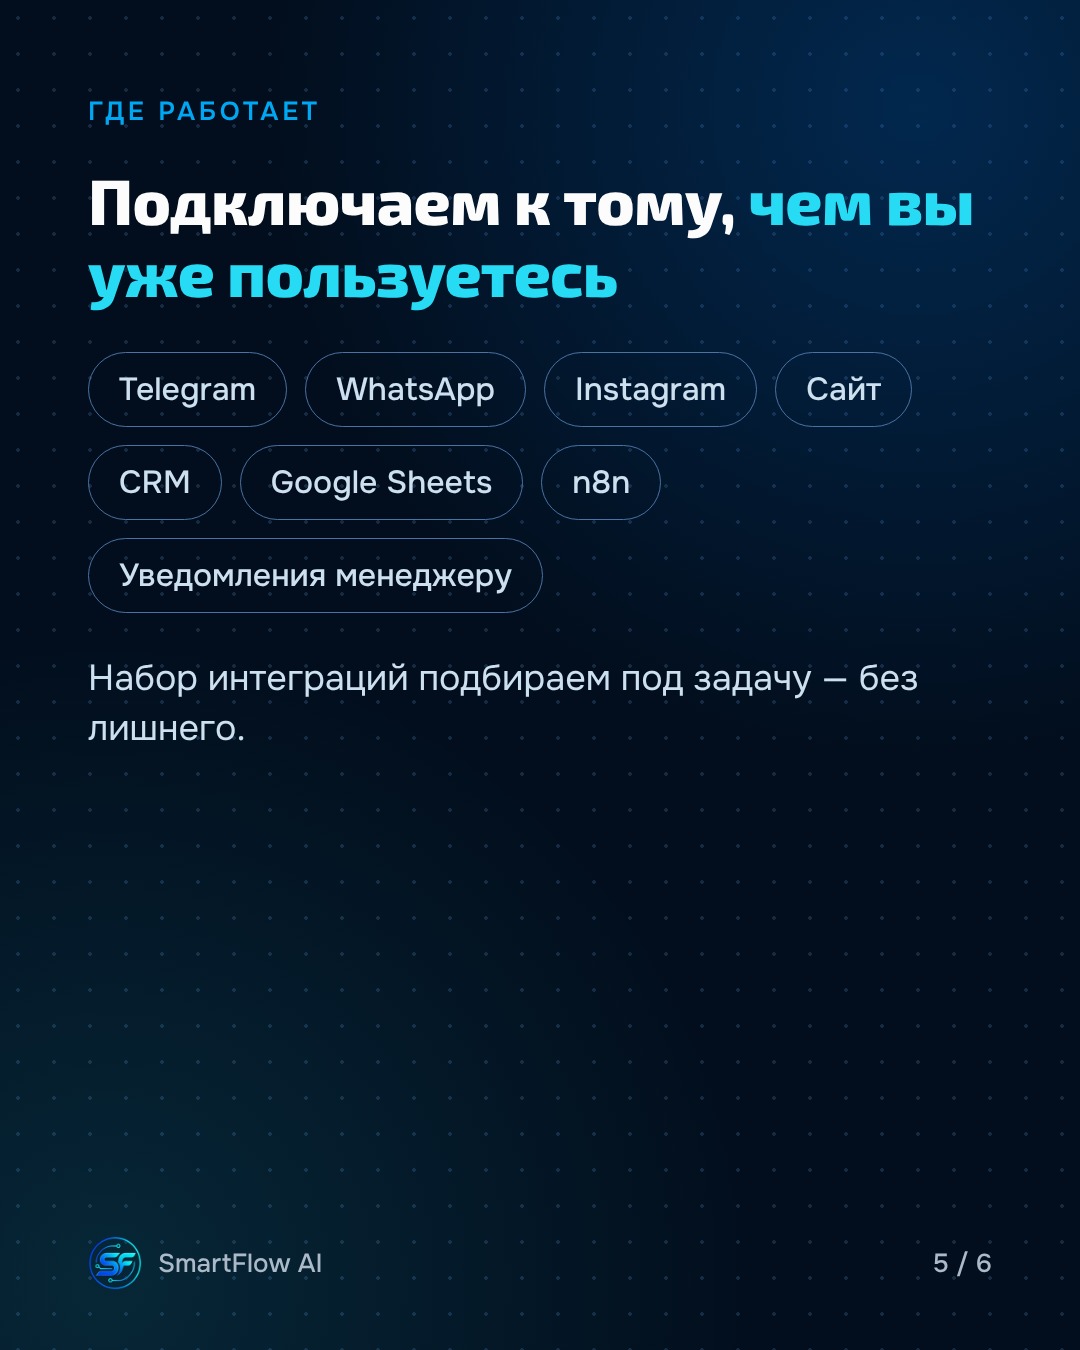 ГДЕ РАБОТАЕТ
Подключаем к тому, чем вы
уже пользуетесь
Telegram WhatsApp Instagram Сайт
CRM Google Sheets n8n
Уведомления менеджеру
Набор интеграций подбираем под задачу — без
лишнего.
SF SmartFlow AI 5 / 6